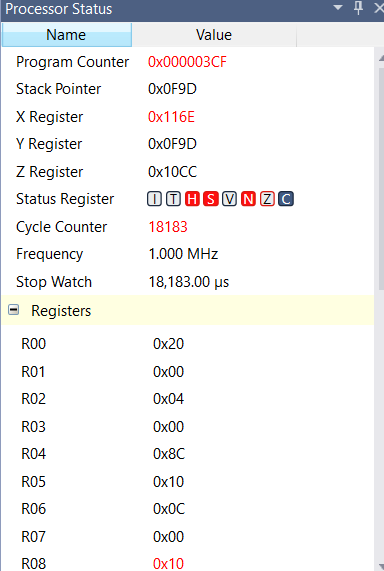 Processor Status
Name Value
Program Counter 0x000003CF
Stack Pointer 0x0F9D
X Register 0x116E
Y Register 0x0F9D
Z Register 0x10CC
Status Register I T H S V N Z C
Cycle Counter 18183
Frequency 1.000 MHz
Stop Watch 18,183.00 µs
Registers
R00 0x20
R01 0x00
R02 0x04
R03 0x00
R04 0x8C
R05 0x10
R06 0x0C
R07 0x00
R08 0x10